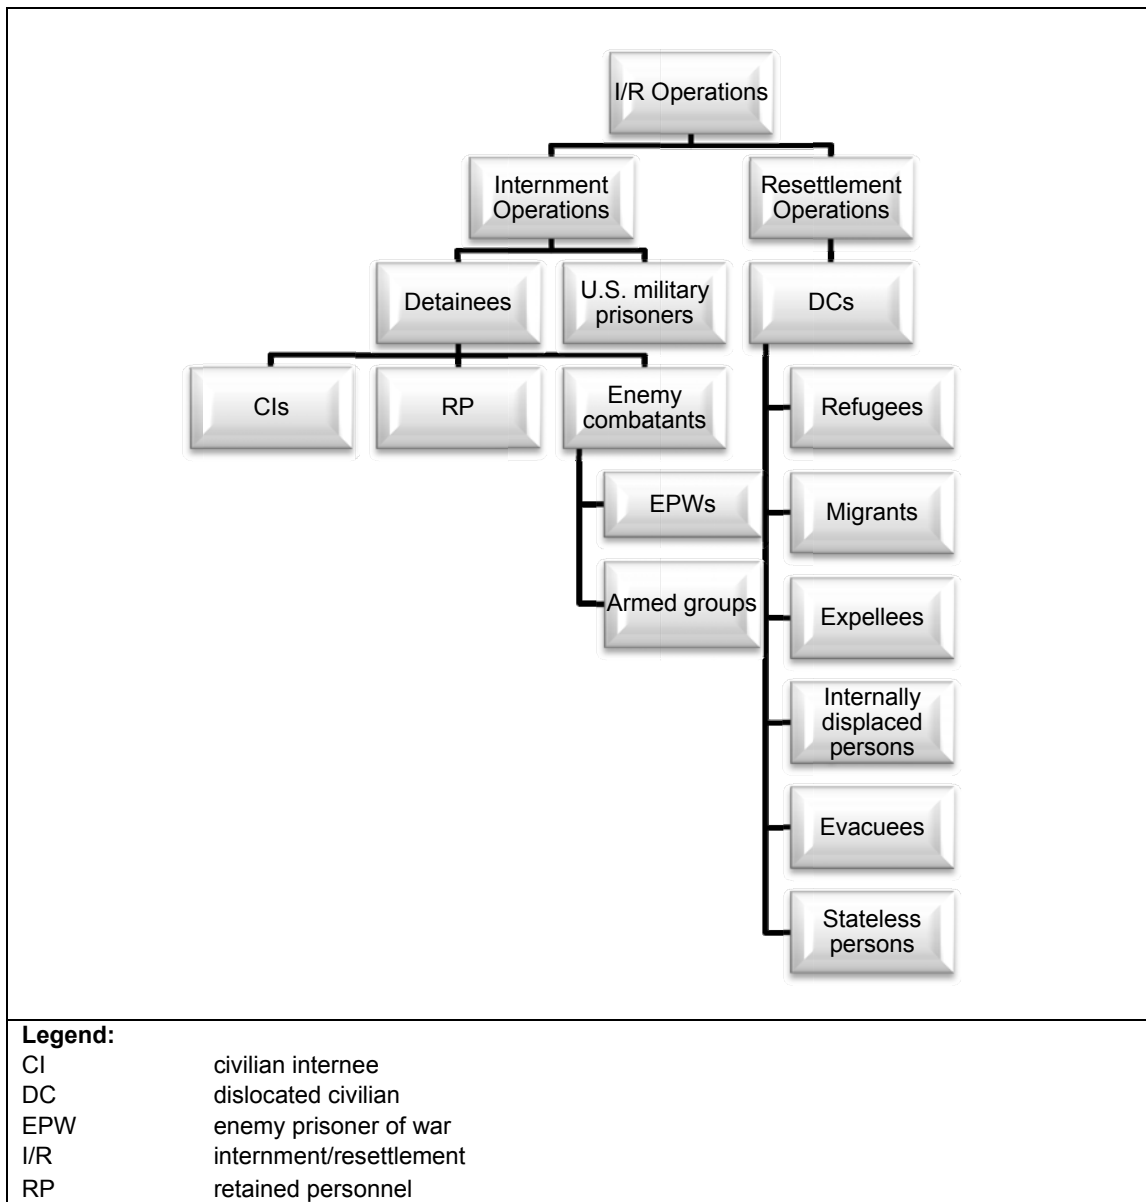 I/R Operations
Internment
Operations
Resettlement
Operations
Detainees
U.S. military
prisoners
DCs
CIs
RP
Enemy
combatants
Refugees
EPWs
Migrants
Armed groups
Expellees
Internally
displaced
persons
Evacuees
Stateless
persons
Legend:
CI civilian internee
DC dislocated civilian
EPW enemy prisoner of war
I/R internment/resettlement
RP retained personnel